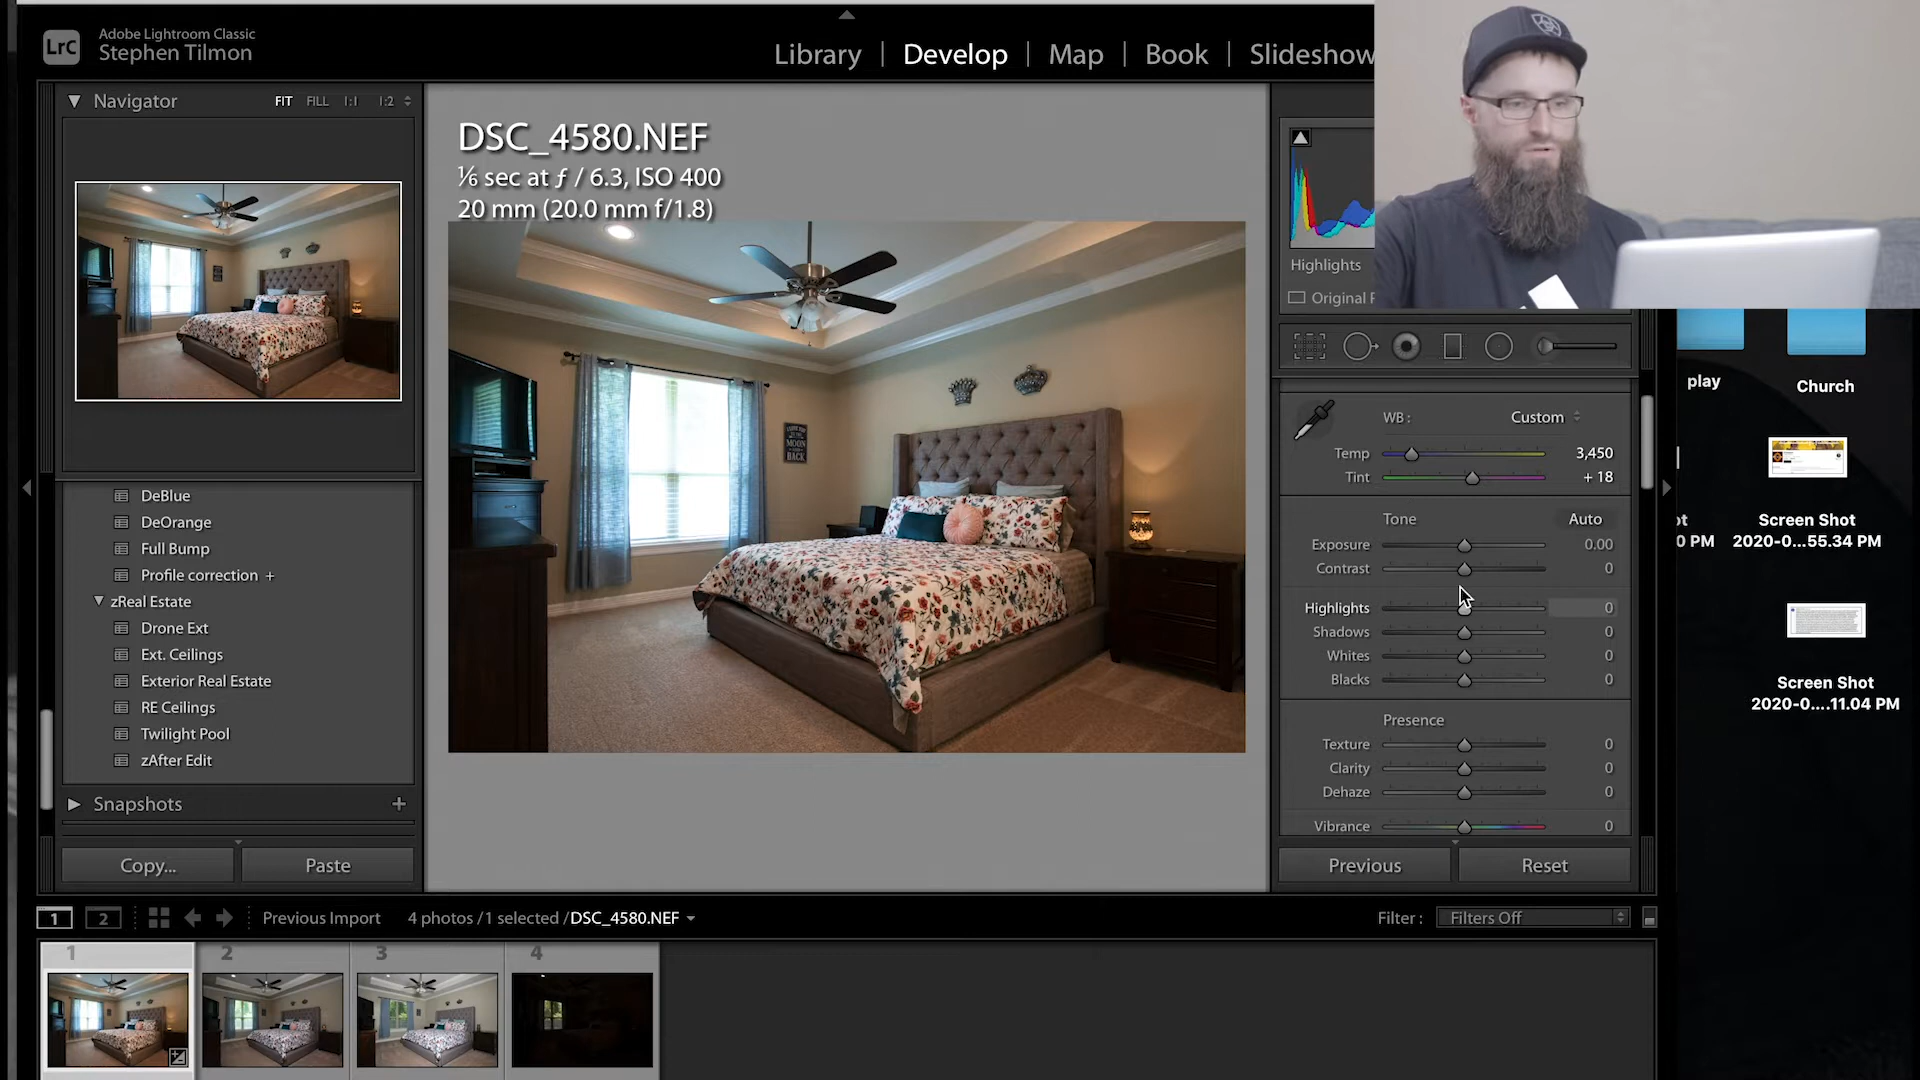 LrC
Adobe Lightroom Classic
Stephen Tilmon
Library | Develop | Map | Book | Slideshow
Navigator FIT FILL 1:1 1:2
DSC_4580.NEF
⅙ sec at ƒ / 6.3, ISO 400
20 mm (20.0 mm f/1.8)
MOON
BACK
Highlights
Original
WB : Custom
Temp 3,450
Tint + 18
Tone Auto
Exposure 0.00
Contrast 0
Highlights 0
Shadows 0
Whites 0
Blacks 0
Presence
Texture 0
Clarity 0
Dehaze 0
Vibrance 0
Previous Reset
DeBlue
DeOrange
Full Bump
Profile correction +
zReal Estate
Drone Ext
Ext. Ceilings
Exterior Real Estate
RE Ceilings
Twilight Pool
zAfter Edit
Snapshots +
Copy... Paste
play
Church
Screen Shot
2020-0...55.34 PM
0 PM
Screen Shot
2020-0....11.04 PM
1 2 Previous Import 4 photos /1 selected /DSC_4580.NEF
Filter : Filters Off
1 2 3 4